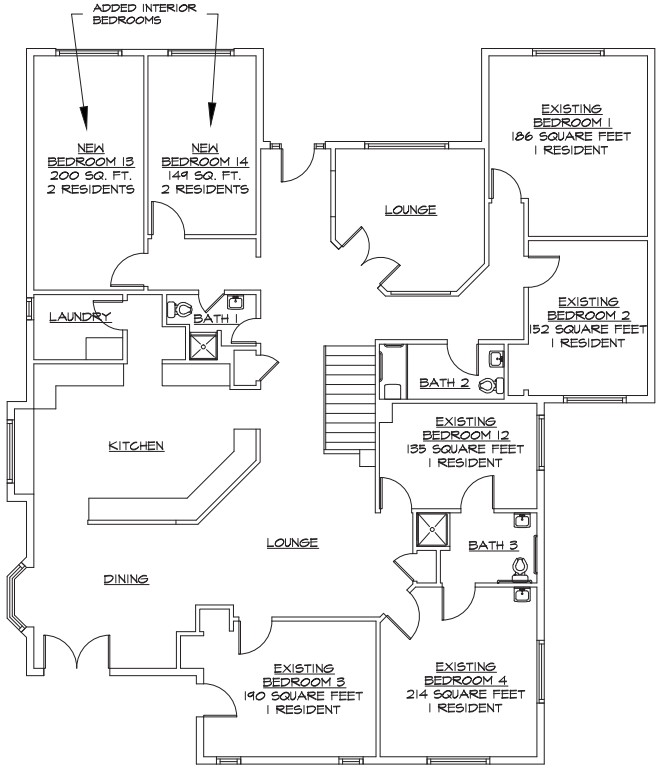 ADDED INTERIOR
BEDROOMS
NEW
BEDROOM 13
200 SQ. FT.
2 RESIDENTS
NEW
BEDROOM 14
149 SQ. FT.
2 RESIDENTS
LOUNGE
EXISTING
BEDROOM 1
186 SQUARE FEET
1 RESIDENT
EXISTING
BEDROOM 2
152 SQUARE FEET
1 RESIDENT
LAUNDRY
BATH 1
BATH 2
KITCHEN
EXISTING
BEDROOM 12
135 SQUARE FEET
1 RESIDENT
LOUNGE
BATH 3
DINING
EXISTING
BEDROOM 3
190 SQUARE FEET
1 RESIDENT
EXISTING
BEDROOM 4
214 SQUARE FEET
1 RESIDENT